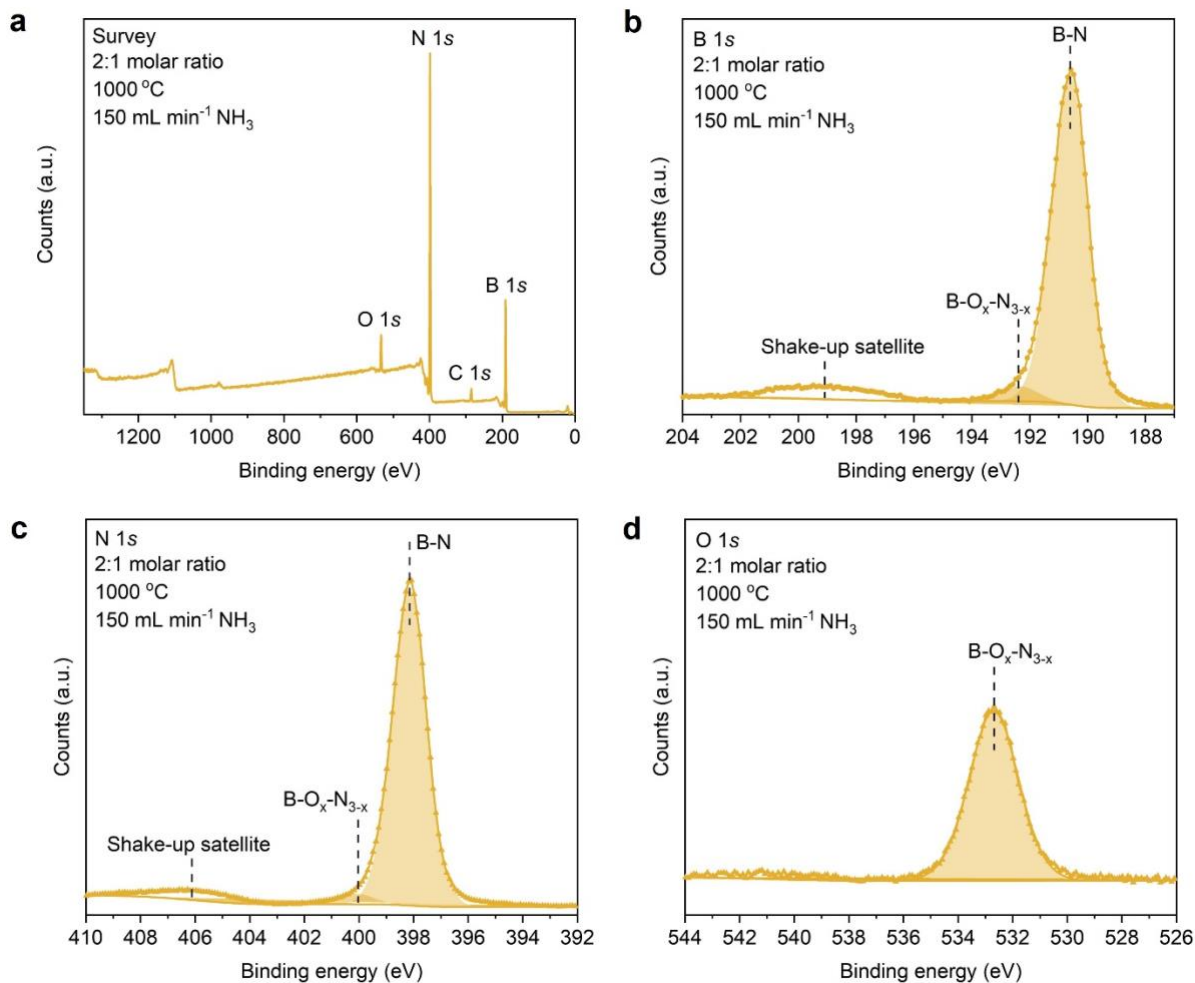 a
Survey
2:1 molar ratio
1000 °C
150 mL min⁻¹ NH₃
N 1s
O 1s
C 1s
B 1s
Counts (a.u.)
1200 1000 800 600 400 200 0
Binding energy (eV)
b
B 1s
2:1 molar ratio
1000 °C
150 mL min⁻¹ NH₃
B-N
B-Oₓ-N₃₋ₓ
Shake-up satellite
Counts (a.u.)
204 202 200 198 196 194 192 190 188
Binding energy (eV)
c
N 1s
2:1 molar ratio
1000 °C
150 mL min⁻¹ NH₃
B-N
B-Oₓ-N₃₋ₓ
Shake-up satellite
Counts (a.u.)
410 408 406 404 402 400 398 396 394 392
Binding energy (eV)
d
O 1s
2:1 molar ratio
1000 °C
150 mL min⁻¹ NH₃
B-Oₓ-N₃₋ₓ
Counts (a.u.)
544 542 540 538 536 534 532 530 528 526
Binding energy (eV)